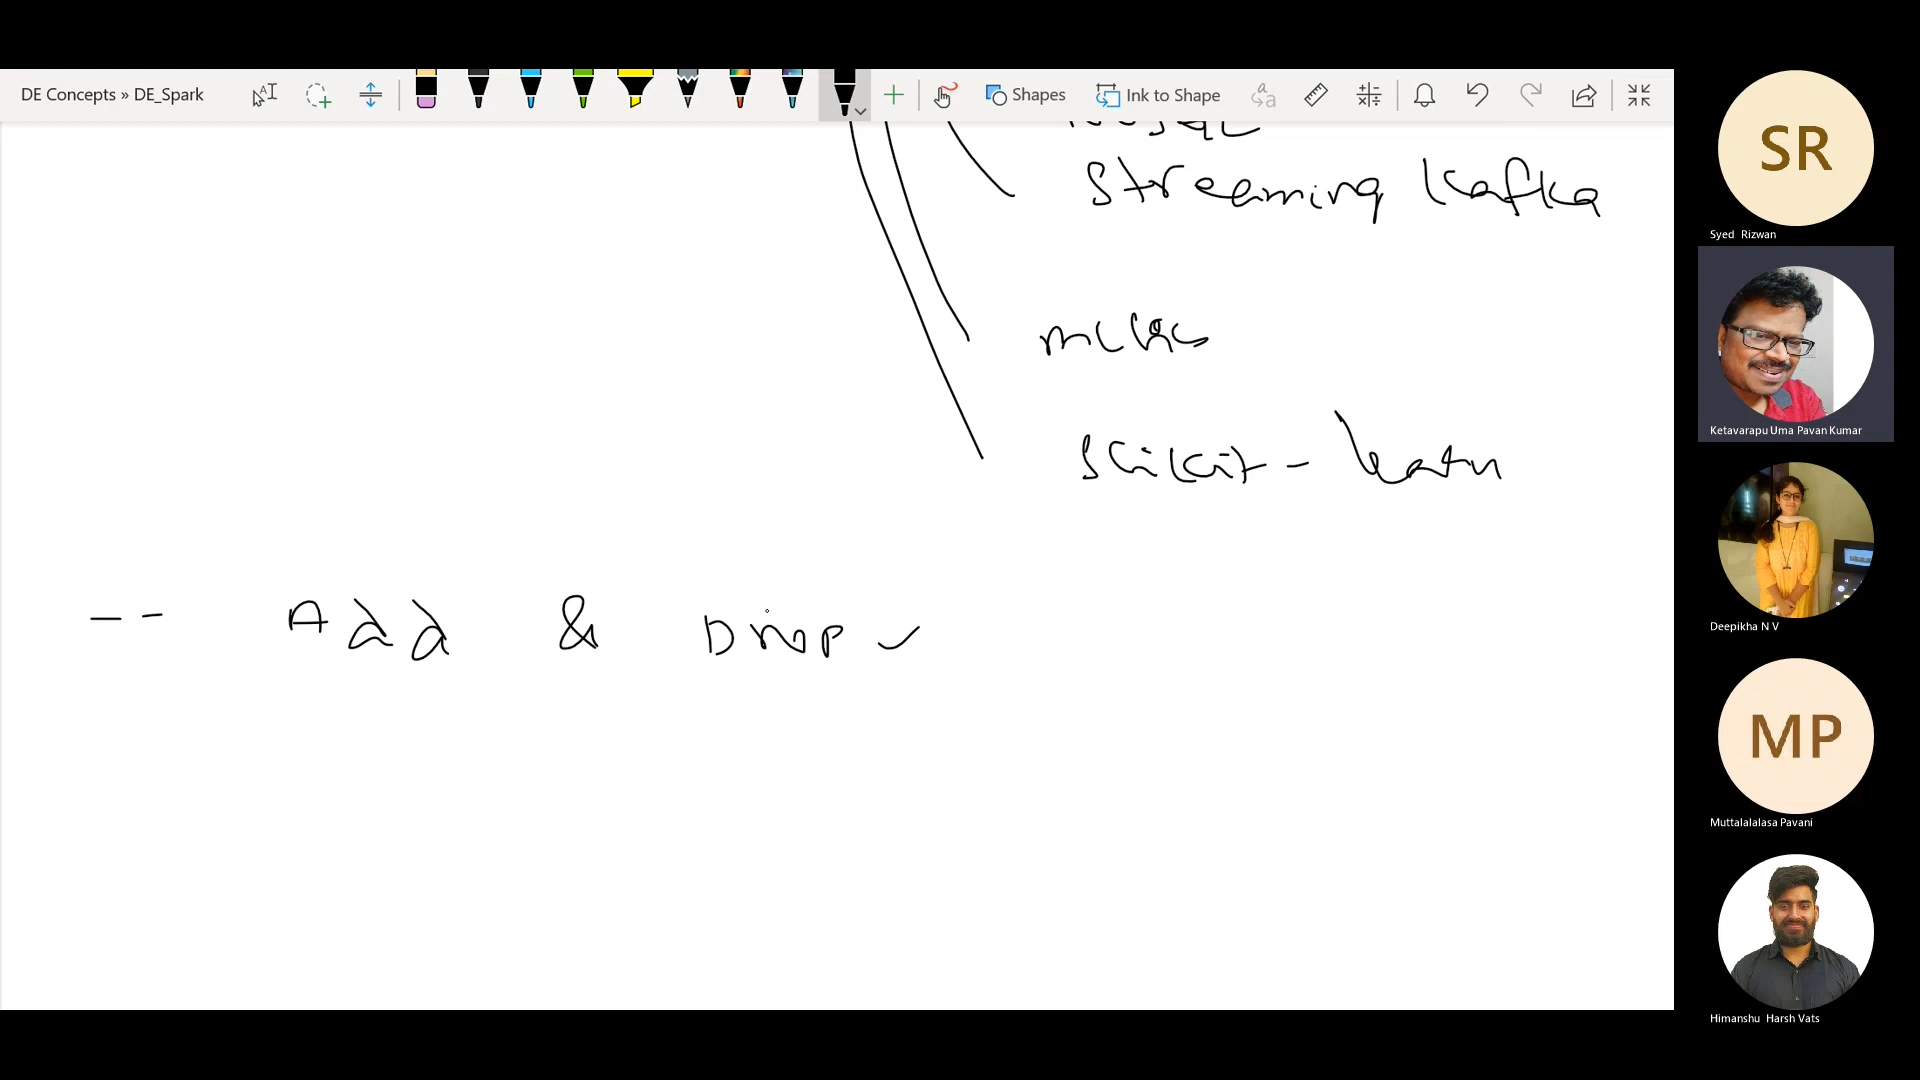 DE Concepts » DE_Spark
Shapes
Ink to Shape
Streaming Kafka
scikit - learn
-- Add & Drop ✓
SR
Syed Rizwan
Ketavarapu Uma Pavan Kumar
Deepikha N V
MP
Muttalalalasa Pavani
Himanshu Harsh Vats